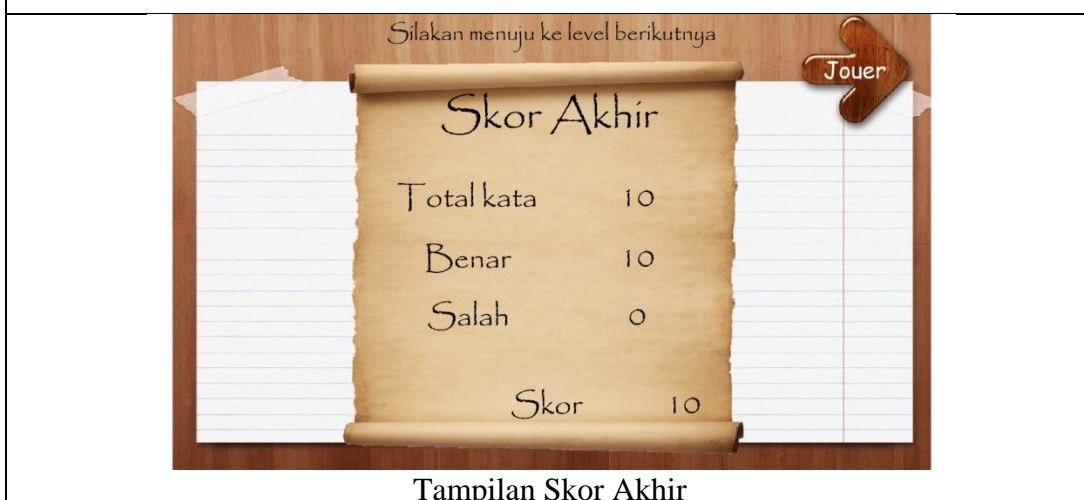 Silakan menuju ke level berikutnya
Jouer
Skor Akhir
Total kata 10
Benar 10
Salah 0
Skor 10
Tampilan Skor Akhir